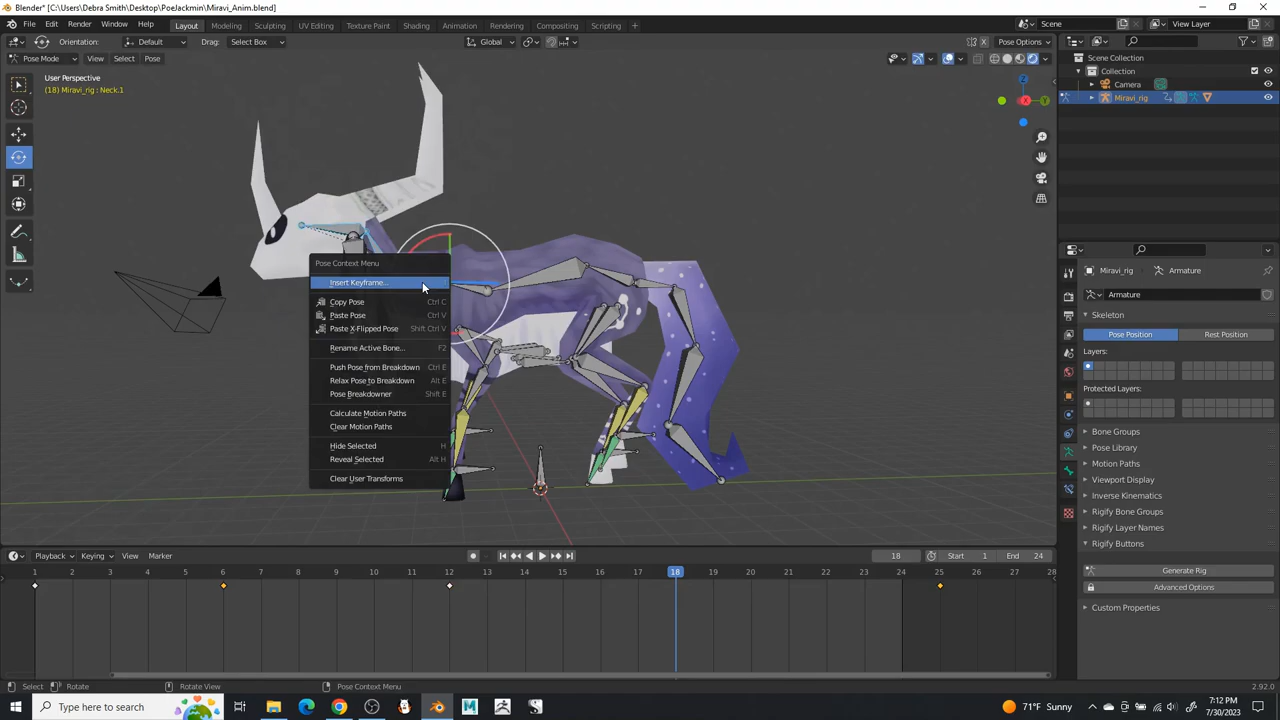 Blender* [C:\Users\Debra Smith\Desktop\PoeJackmin\Miravi_Anim.blend]
File Edit Render Window Help Layout Modeling Sculpting UV Editing Texture Paint Shading Animation Rendering Compositing Scripting + Scene View Layer
Orientation: Default Drag: Select Box Global Pose Options
Pose Mode View Select Pose
User Perspective
(18) Miravi_rig : Neck.1
Z
X
Y
Scene Collection
Collection
Camera
Miravi_rig
Pose Context Menu
Insert Keyframe... I
Copy Pose Ctrl C
Paste Pose Ctrl V
Paste X-Flipped Pose Shift Ctrl V
Rename Active Bone... F2
Push Pose from Breakdown Ctrl E
Relax Pose to Breakdown Alt E
Pose Breakdowner Shift E
Calculate Motion Paths
Clear Motion Paths
Hide Selected H
Reveal Selected Alt H
Clear User Transforms
Miravi_rig Armature
Armature
Skeleton
Pose Position Rest Position
Layers:
Protected Layers:
Bone Groups
Pose Library
Motion Paths
Viewport Display
Inverse Kinematics
Rigify Bone Groups
Rigify Layer Names
Rigify Buttons
Generate Rig
Advanced Options
Custom Properties
Playback Keying View Marker 18 Start 1 End 24
1 2 3 4 5 6 7 8 9 10 11 12 13 14 15 16 17 18 19 20 21 22 23 24 25 26 27 28
Select Rotate Rotate View Pose Context Menu 2.92.0
Type here to search
71°F Sunny
7:12 PM
7/30/2023